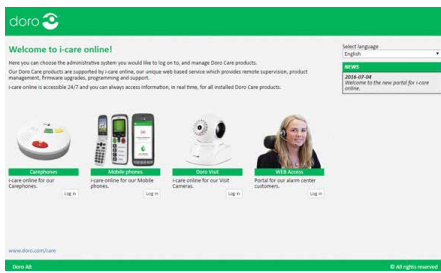 doro
Select language
English
Welcome to i-care online!
Here you can choose the administrative system you would like to log on to, and manage Doro Care products.
Our Doro Care products are supported by i-care online, our unique web based service which provides remote supervision, product
management, firmware upgrades, programming and support.
i-care online is accessible 24/7 and you can always access information, in real time, for all installed Doro Care products.
NEWS
2016-07-04
Welcome to the new portal for i-care
online.
Carephones
i-care online for our
Carephones.
Log in
Mobile phones
i-care online for our Mobile
phones.
Log in
Doro Visit
i-care online for our Visit
Cameras.
Log in
WEB Access
Portal for our alarm center
customers.
Log in
www.doro.com/care
Doro AB
© All rights reserved